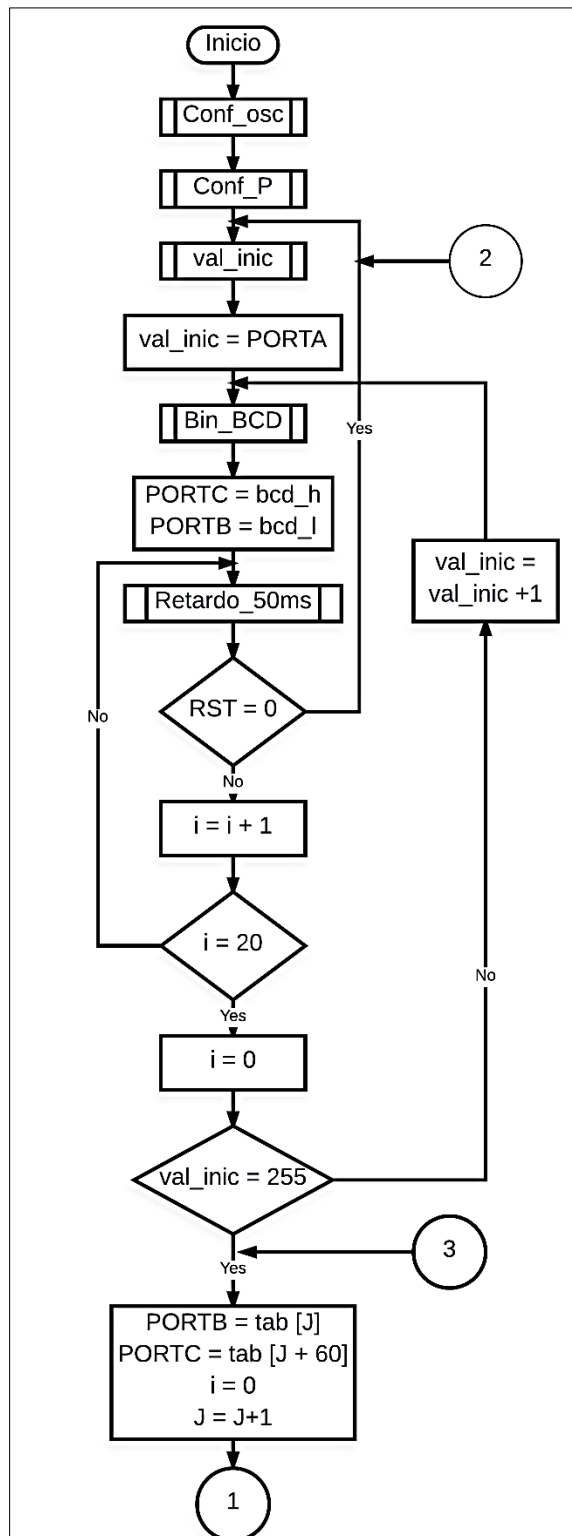 Inicio
Conf_osc
Conf_P
val_inic
2
val_inic = PORTA
Bin_BCD
Yes
PORTC = bcd_h
PORTB = bcd_l
val_inic =
val_inic +1
Retardo_50ms
No
RST = 0
No
i = i + 1
i = 20
No
Yes
i = 0
val_inic = 255
3
Yes
PORTB = tab [J]
PORTC = tab [J + 60]
i = 0
J = J+1
1